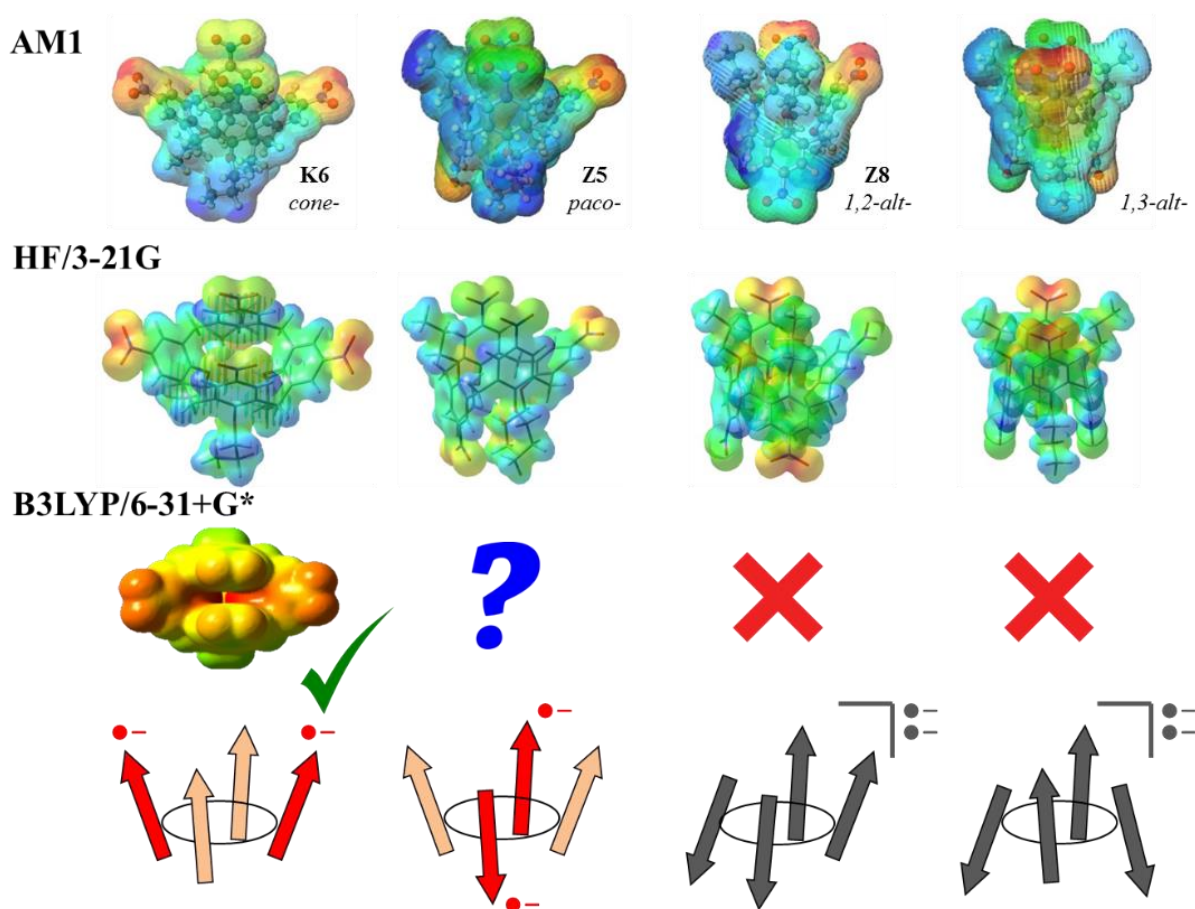 AM1
K6
cone-
Z5
paco-
Z8
1,2-alt-
1,3-alt-
HF/3-21G
B3LYP/6-31+G*
?
●− ●− ●− ●−
●− ●−
●−